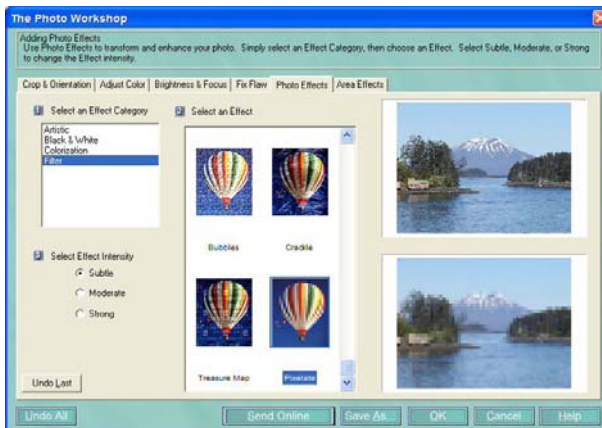 The Photo Workshop
Adding Photo Effects
Use Photo Effects to transform and enhance your photo. Simply select an Effect Category, then choose an Effect. Select Subtle, Moderate, or Strong
to change the Effect intensity.
Crop & Orientation | Adjust Color | Brightness & Focus | Fix Flaw | Photo Effects | Area Effects
1 Select an Effect Category
2 Select an Effect
Artistic
Black & White
Colorization
Filter
Bubbles
Crackle
3 Select Effect Intensity
Subtle
Moderate
Strong
Treasure Map
Pixelate
Undo Last
Undo All
Send Online
Save As...
OK
Cancel
Help